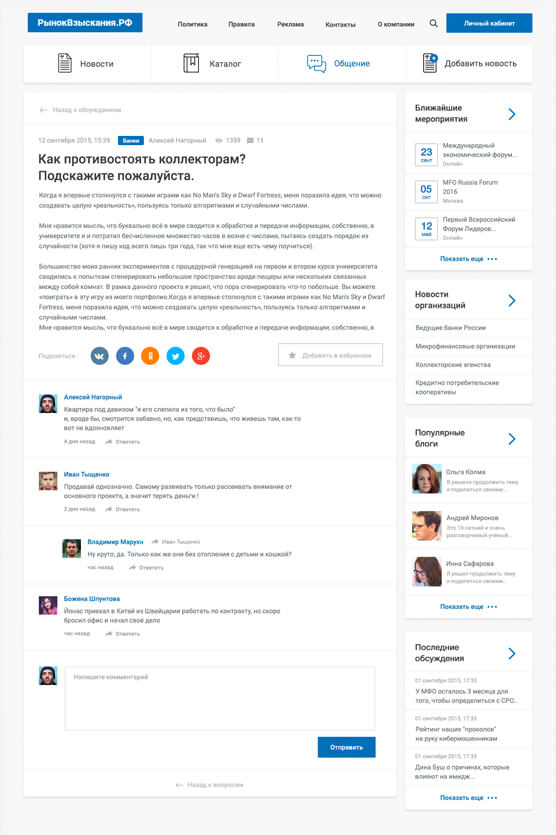 РынокВзыскания.РФ
Политика
Правила
Реклама
Контакты
О компании
Личный кабинет
Новости
Каталог
Общение
Добавить новость
Назад к обсуждениям
12 сентября 2015, 15:39 Банки Алексей Нагорный 1359 11
Как противостоять коллекторам?
Подскажите пожалуйста.
Когда я впервые столкнулся с такими играми как No Man's Sky и Dwarf Fortress, меня поразила идея, что можно
создавать целую «реальность», пользуясь только алгоритмами и случайными числами.
Мне нравится мысль, что буквально всё в мире сводится к обработке и передаче информации, собственно, в
университете я и потратил бесчисленное множество часов в возне с числами, пытаясь создать порядок из
случайности (хотя я пишу код всего лишь три года, так что мне еще есть чему поучиться).
Большинство моих ранних экспериментов с процедурной генерацией на первом и втором курсе университета
сводились к попыткам сгенерировать небольшое пространство вроде пещеры или нескольких связанных
между собой комнат. В рамка данного проекта я решил, что пора сгенерировать что-то побольше. Вы можете
«поиграть» в эту игру из моего портфолио.Когда я впервые столкнулся с такими играми как No Man's Sky и Dwarf
Fortress, меня поразила идея, что можно создавать целую «реальность», пользуясь только алгоритмами и
случайными числами.
Мне нравится мысль, что буквально всё в мире сводится к обработке и передаче информации, собственно, в
Поделиться :
Добавить в избранное
Алексей Нагорный
Квартира под девизом "я его слепила из того, что было"
и, вроде бы, смотрится забавно, но, как представишь, что живешь там, как-то
вот не вдохновляет
4 дня назад Ответить
Иван Тыщенко
Продавай однозначно. Самому развивать только рассеивать внимание от
основного проекта, а значит терять деньги !
2 дня назад Ответить
Владимир Марухн Иван Тыщенко
Ну круто, да. Только как же они без отопления с детьми и кошкой?
час назад Ответить
Божена Шпунтова
Йонас приехал в Китай из Швейцарии работать по контракту, но скоро
бросил офис и начал своё дело
час назад Ответить
Напишите комментарий
Отправить
Назад к вопросам
Ближайшие
мероприятия
23
сент
Международный
экономический форум...
Онлайн
05
окт
MFO Russia Forum
2016
Москва
12
май
Первый Всероссийский
Форум Лидеров...
Онлайн
Показать еще
Новости
организаций
Ведущие банки России
Микрофинансовые организации
Коллекторские агенства
Кредитно потребительские
кооперативы
Популярные
блоги
Ольга Колма
Я решила продолжить тему
и поделиться своими...
Андрей Миронов
Это 19 летний и очень
разговорчивый учёный...
Инна Сафарова
Я решил продолжить тему
и поделиться своими...
Показать еще
Последние
обсуждения
01 сентября 2015, 17:33
У МФО осталось 3 месяца для
того, чтобы определиться с СРО..
01 сентября 2015, 17:33
Рейтинг наших "проколов"
на руку кибермошенникам
01 сентября 2015, 17:33
Дина Буш о причинах, которые
влияют на имидж...
Показать еще